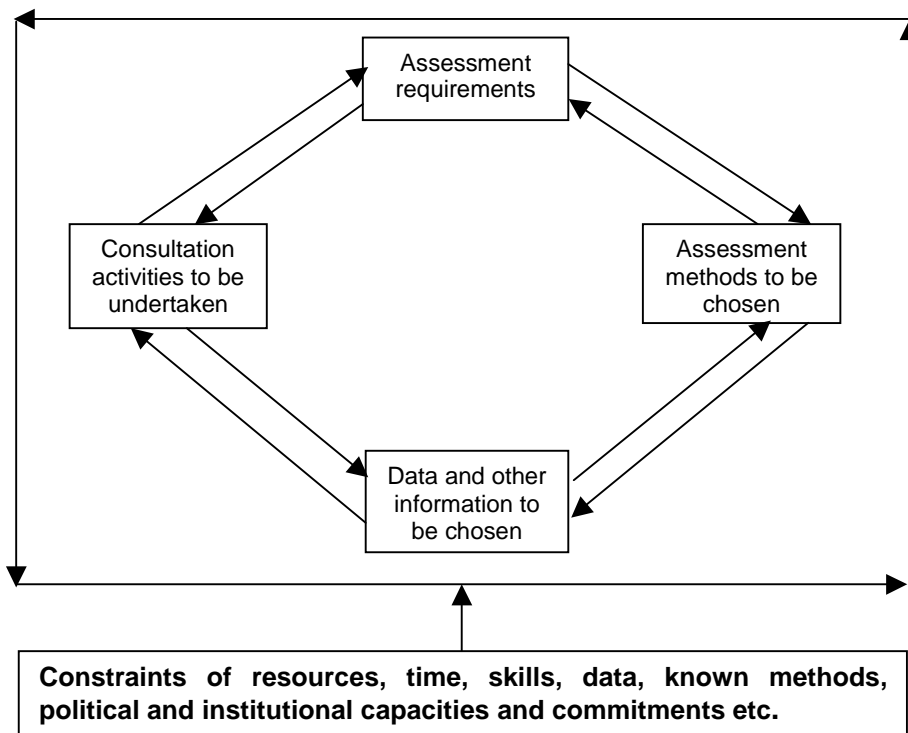 Assessment
requirements
Consultation
activities to be
undertaken
Assessment
methods to be
chosen
Data and other
information to
be chosen
Constraints of resources, time, skills, data, known methods,
political and institutional capacities and commitments etc.